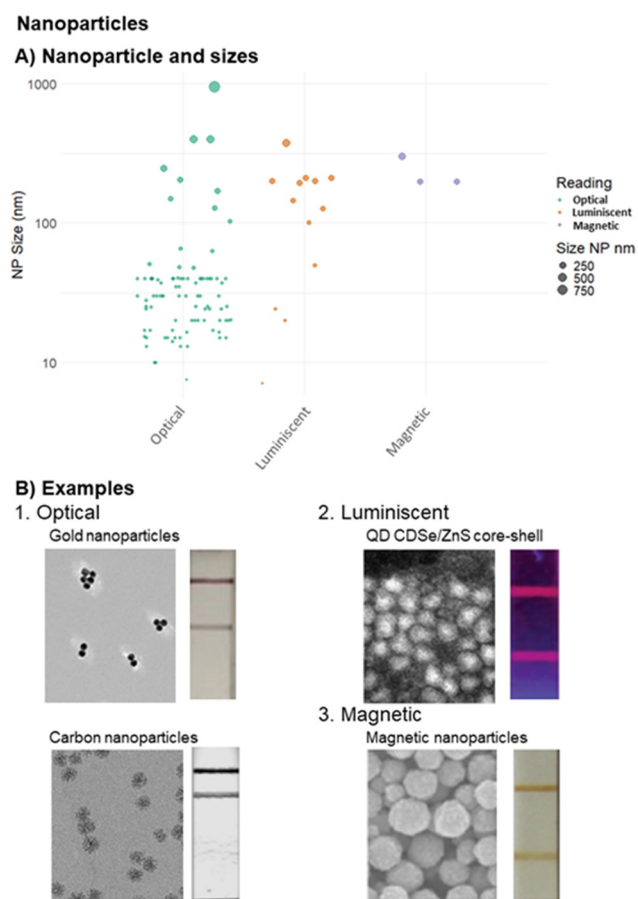 Nanoparticles
A) Nanoparticle and sizes
1000
100
10
NP Size (nm)
Optical
Luminiscent
Magnetic
Reading
Optical
Luminiscent
Magnetic
Size NP nm
250
500
750
B) Examples
1. Optical
Gold nanoparticles
2. Luminiscent
QD CDSe/ZnS core-shell
Carbon nanoparticles
3. Magnetic
Magnetic nanoparticles